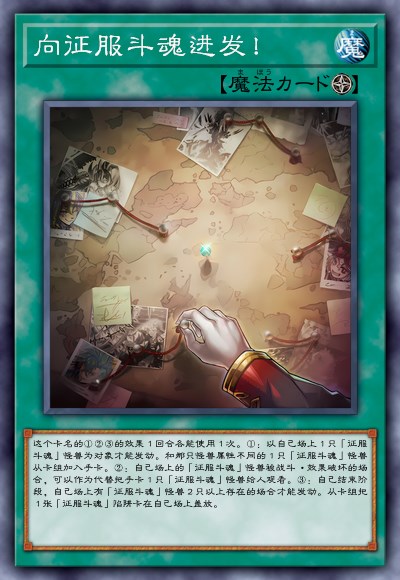 向征服斗魂进发！
魔
【魔法カード】
まほう
这个卡名的①②③的效果１回合各能使用１次。①：以自己场上１只「征服
斗魂」怪兽为对象才能发动。和那只怪兽属性不同的１只「征服斗魂」怪兽
从卡组加入手卡。②：自己场上的「征服斗魂」怪兽被战斗・效果破坏的场
合，可以作为代替把手卡１只「征服斗魂」怪兽给人观看。③：自己结束阶
段，自己场上有「征服斗魂」怪兽２只以上存在的场合才能发动。从卡组把
１张「征服斗魂」陷阱卡在自己场上盖放。